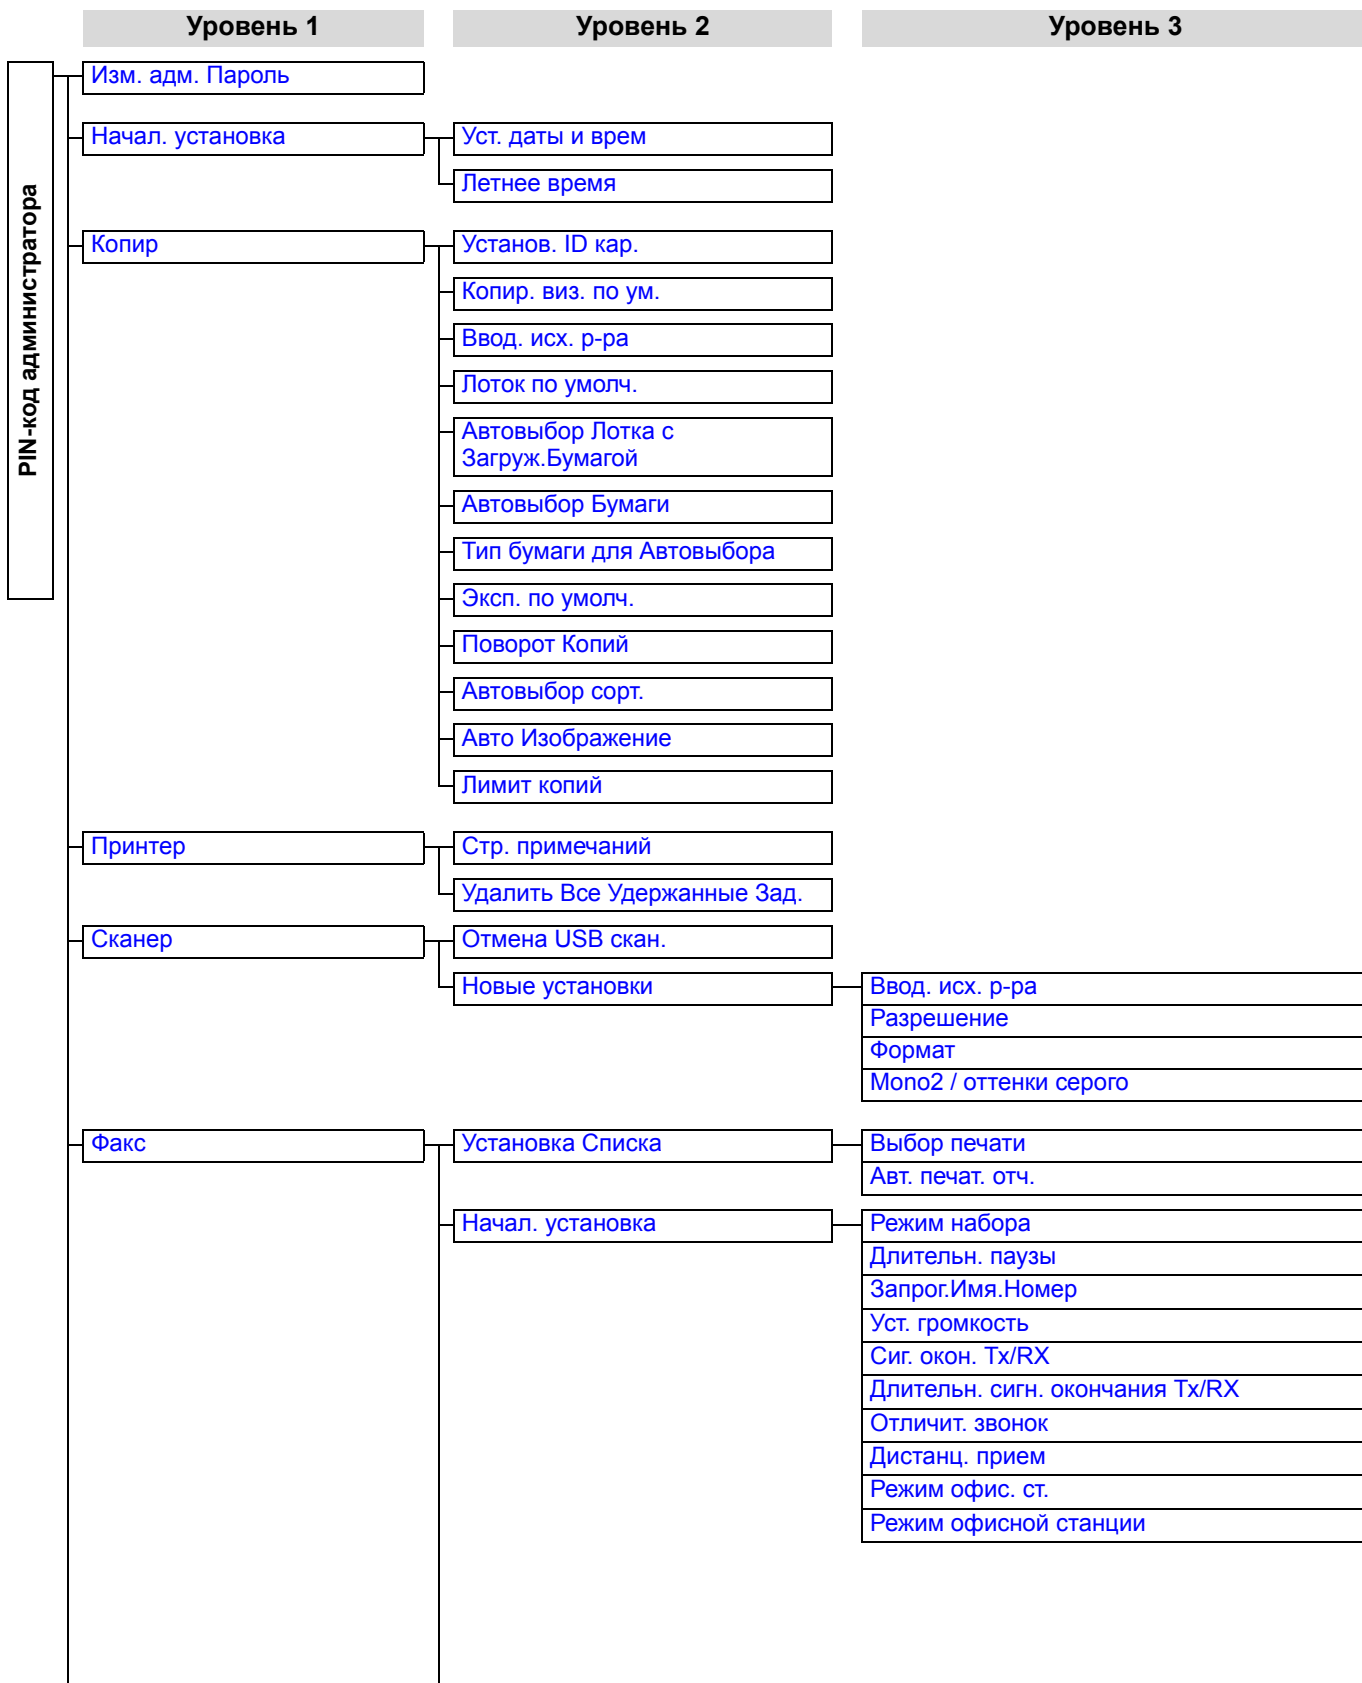 Уровень 1
Уровень 2
Уровень 3
PIN-код администратора
Изм. адм. Пароль
Начал. установка
Уст. даты и врем
Летнее время
Копир
Установ. ID кар.
Копир. виз. по ум.
Ввод. исх. р-ра
Лоток по умолч.
Автовыбор Лотка с
Загруж.Бумагой
Автовыбор Бумаги
Тип бумаги для Автовыбора
Эксп. по умолч.
Поворот Копий
Автовыбор сорт.
Авто Изображение
Лимит копий
Принтер
Стр. примечаний
Удалить Все Удержанные Зад.
Сканер
Отмена USB скан.
Новые установки
Ввод. исх. р-ра
Разрешение
Формат
Mono2 / оттенки серого
Факс
Установка Списка
Выбор печати
Авт. печат. отч.
Начал. установка
Режим набора
Длительн. паузы
Запрог.Имя.Номер
Уст. громкость
Сиг. окон. Tx/RX
Длительн. сигн. окончания Tx/RX
Отличит. звонок
Дистанц. прием
Режим офис. ст.
Режим офисной станции